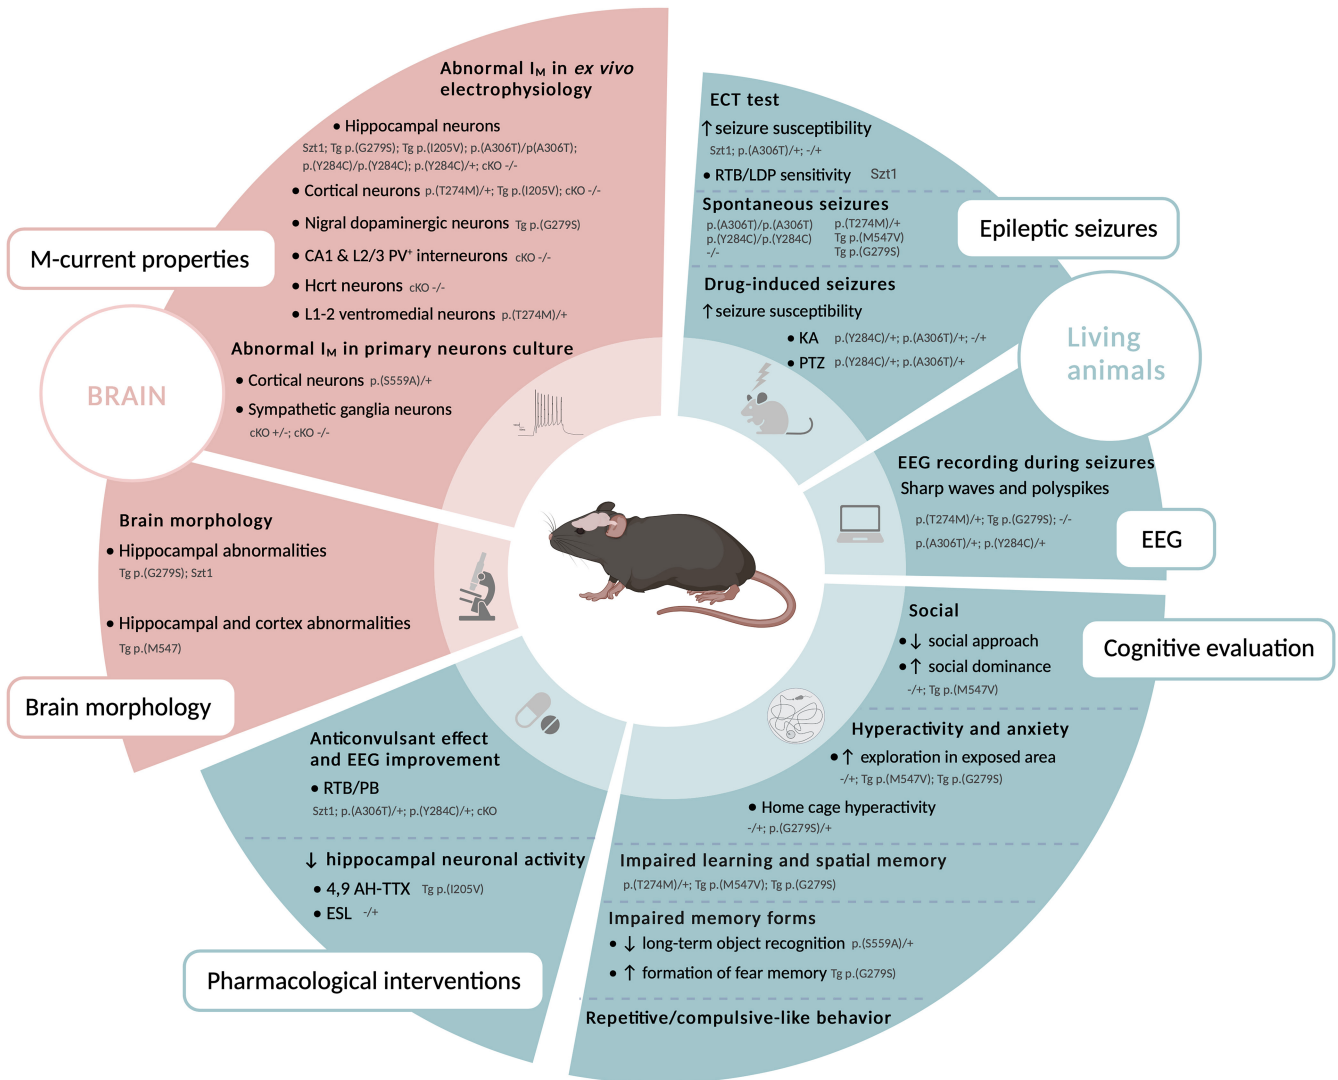 Abnormal IM in ex vivo
electrophysiology
• Hippocampal neurons
Szt1; Tg p.(G279S); Tg p.(I205V); p.(A306T)/p(A306T);
p.(Y284C)/p.(Y284C); p.(Y284C)/+; cKO -/-
• Cortical neurons p.(T274M)/+; Tg p.(I205V); cKO -/-
• Nigral dopaminergic neurons Tg p.(G279S)
• CA1 & L2/3 PV+ interneurons cKO -/-
• Hcrt neurons cKO -/-
• L1-2 ventromedial neurons p.(T274M)/+
Abnormal IM in primary neurons culture
• Cortical neurons p.(S559A)/+
• Sympathetic ganglia neurons
cKO +/-; cKO -/-
M-current properties
BRAIN
Brain morphology
• Hippocampal abnormalities
Tg p.(G279S); Szt1
• Hippocampal and cortex abnormalities
Tg p.(M547)
Brain morphology
ECT test
↑seizure susceptibility
Szt1; p.(A306T)/+; -/+
• RTB/LDP sensitivity Szt1
Spontaneous seizures
p.(A306T)/p.(A306T) p.(T274M)/+
p.(Y284C)/p.(Y284C) Tg p.(M547V)
-/- Tg p.(G279S)
Drug-induced seizures
↑seizure susceptibility
• KA p.(Y284C)/+; p.(A306T)/+; -/+
• PTZ p.(Y284C)/+; p.(A306T)/+
Epileptic seizures
Living
animals
EEG recording during seizures
Sharp waves and polyspikes
p.(T274M)/+; Tg p.(G279S); -/-
p.(A306T)/+; p.(Y284C)/+
EEG
Social
• ↓ social approach
• ↑ social dominance
-/+; Tg p.(M547V)
Cognitive evaluation
Hyperactivity and anxiety
• ↑ exploration in exposed area
-/+; Tg p.(M547V); Tg p.(G279S)
• Home cage hyperactivity
-/+; p.(G279S)/+
Impaired learning and spatial memory
p.(T274M)/+; Tg p.(M547V); Tg p.(G279S)
Impaired memory forms
• ↓ long-term object recognition p.(S559A)/+
• ↑ formation of fear memory Tg p.(G279S)
Repetitive/compulsive-like behavior
Anticonvulsant effect
and EEG improvement
• RTB/PB
Szt1; p.(A306T)/+; p.(Y284C)/+; cKO
↓ hippocampal neuronal activity
• 4,9 AH-TTX Tg p.(I205V)
• ESL -/+
Pharmacological interventions